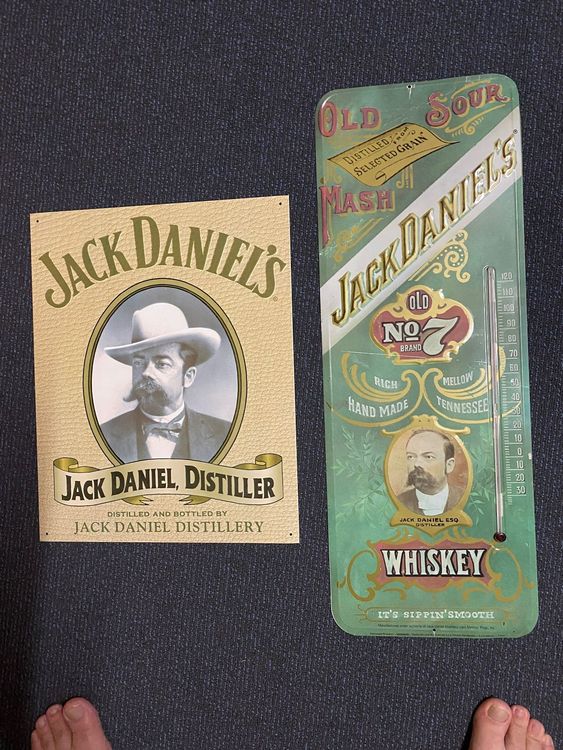 JACK DANIEL'S®
JACK DANIEL, DISTILLER
DISTILLED AND BOTTLED BY
JACK DANIEL DISTILLERY
OLD SOUR
DISTILLED FROM
SELECTED GRAIN
MASH
JACK DANIEL'S®
OLD
No 7
BRAND
RICH MELLOW
HAND MADE TENNESSEE
120
110
100
90
80
70
60
50
40
30
20
10
0
10
20
30
JACK DANIEL ESQ
DISTILLER
WHISKEY
IT'S SIPPIN' SMOOTH